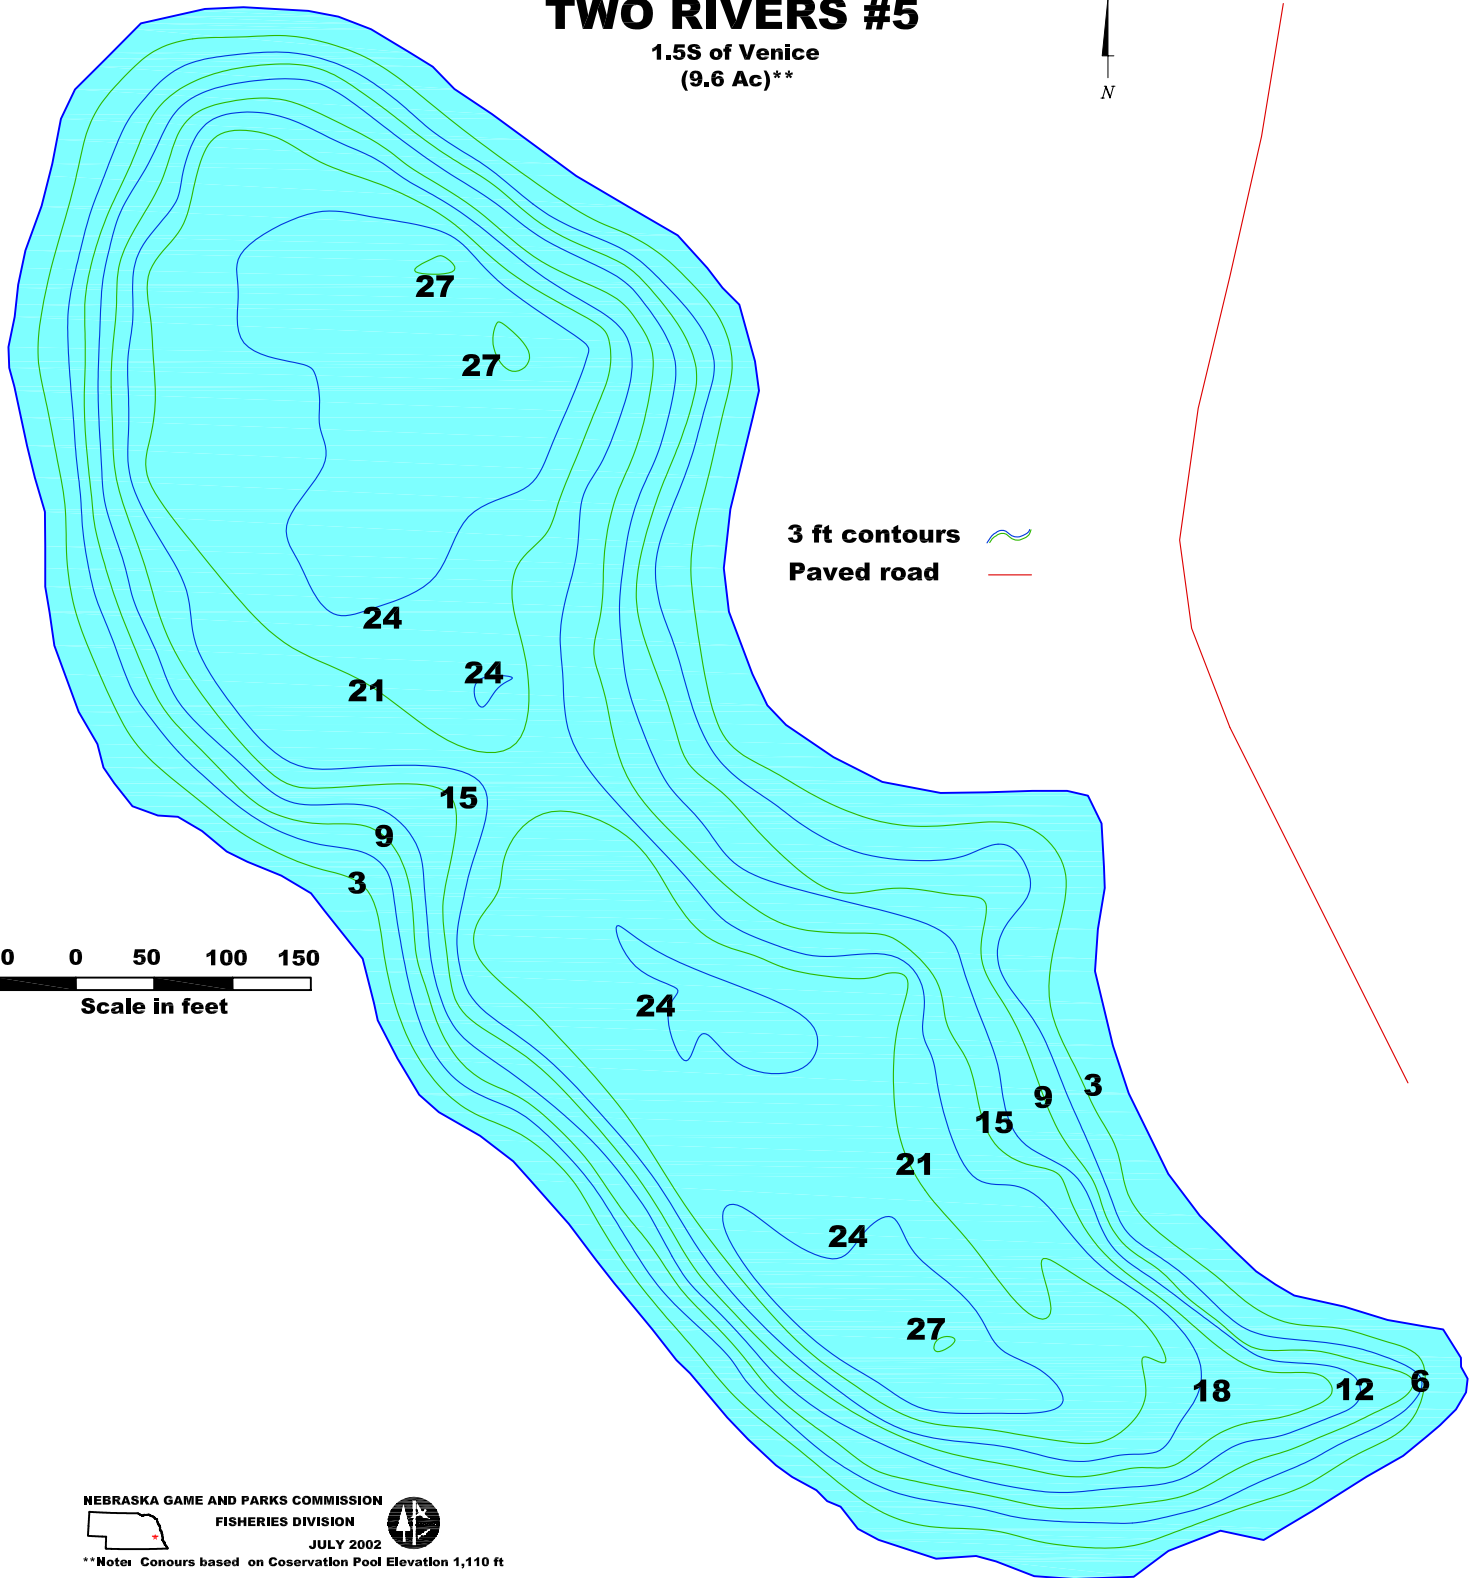 TWO RIVERS #5
1.5S of Venice
(9.6 Ac)**
N
27
27
3 ft contours
Paved road
24
24
21
15
9
3
0 0 50 100 150
Scale in feet
24
3
9
15
21
24
27
18 12 6
NEBRASKA GAME AND PARKS COMMISSION
FISHERIES DIVISION
JULY 2002
**Note: Conours based on Coservation Pool Elevation 1,110 ft